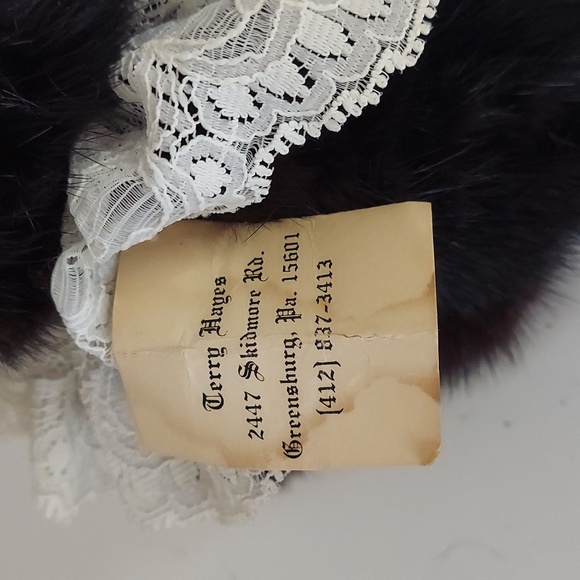 Terry Hayes
2447 Skidmore Rd.
Greensburg, Pa. 15601
(412) 837-3413